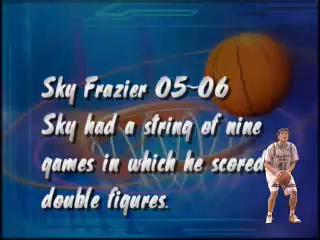 Sky Frazier 05-06
Sky had a string of nine
games in which he scored
double figures.